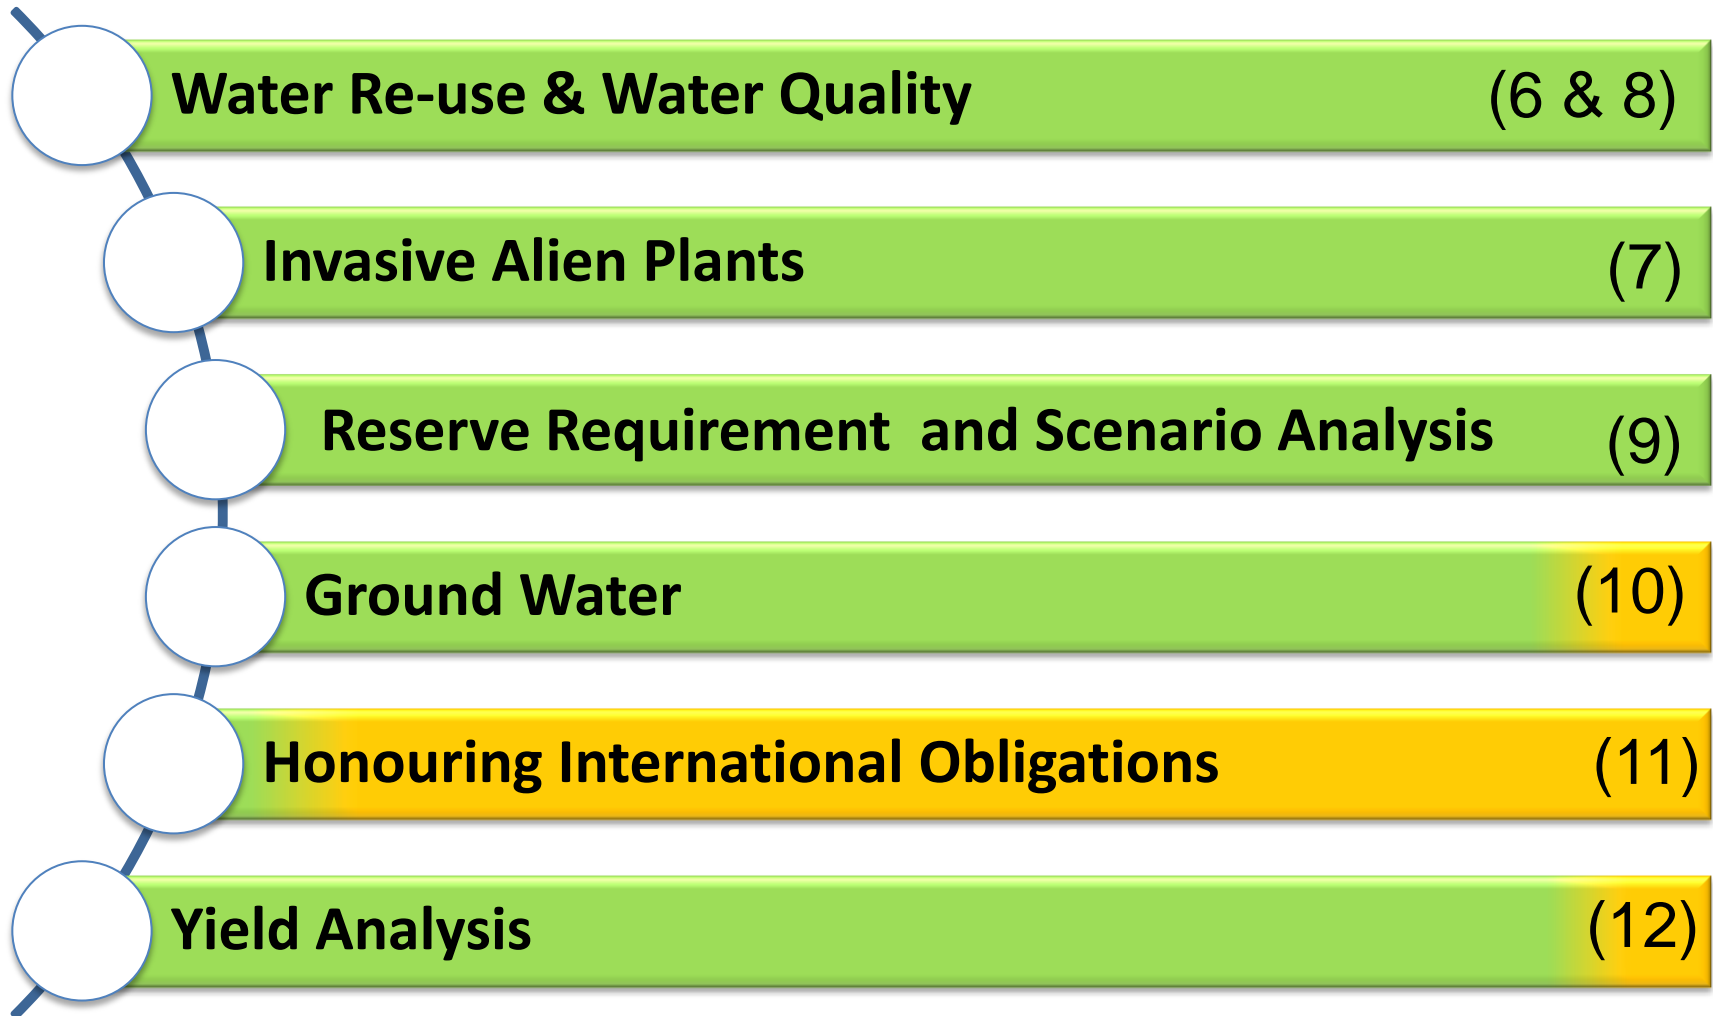 Water Re-use & Water Quality (6 & 8)
Invasive Alien Plants (7)
Reserve Requirement  and Scenario Analysis (9)
Ground Water (10)
Honouring International Obligations (11)
Yield Analysis (12)